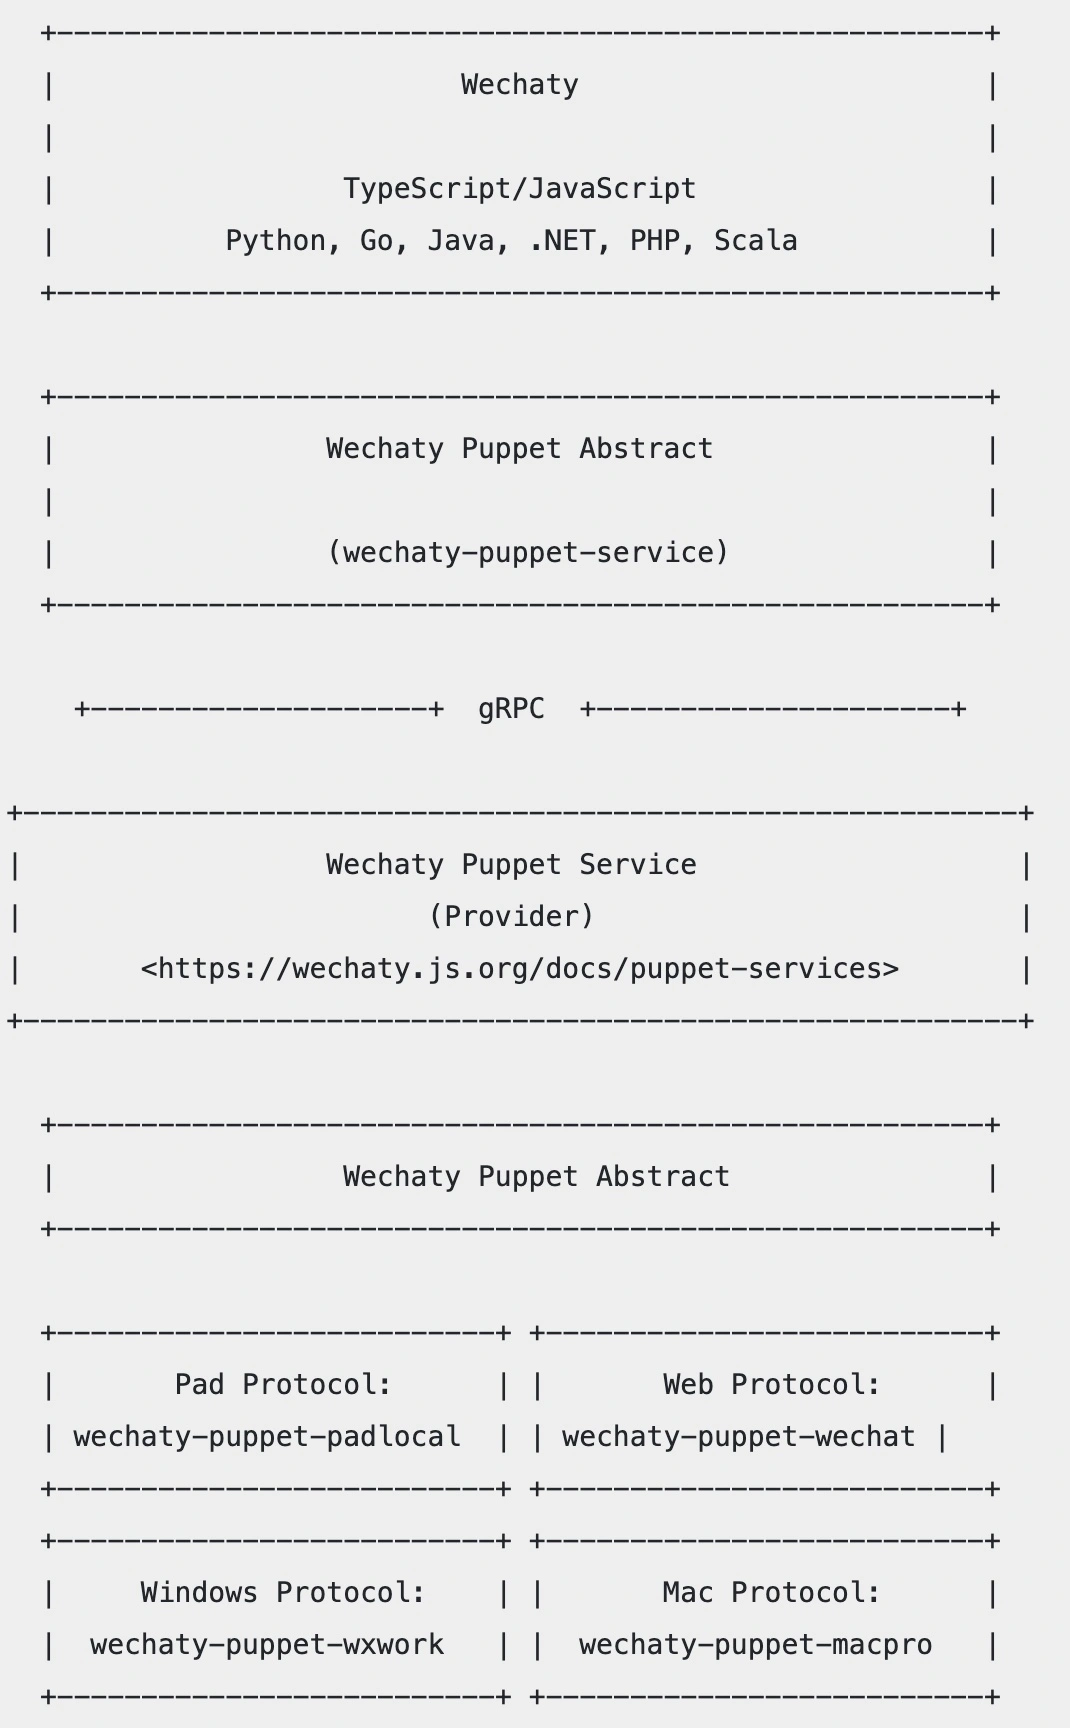 +-------------------------------------------------------+
|                        Wechaty                        |
|                                                       |
|                 TypeScript/JavaScript                 |
|          Python, Go, Java, .NET, PHP, Scala           |
+-------------------------------------------------------+
+-------------------------------------------------------+
|                Wechaty Puppet Abstract                |
|                                                       |
|                (wechaty-puppet-service)               |
+-------------------------------------------------------+
+--------------------+  gRPC  +---------------------+
+-----------------------------------------------------------+
|                  Wechaty Puppet Service                   |
|                        (Provider)                         |
|       <https://wechaty.js.org/docs/puppet-services>       |
+-----------------------------------------------------------+
+-------------------------------------------------------+
|                 Wechaty Puppet Abstract               |
+-------------------------------------------------------+
+--------------------------+ +--------------------------+
|       Pad Protocol:      | |       Web Protocol:      |
| wechaty-puppet-padlocal  | | wechaty-puppet-wechat |
+--------------------------+ +--------------------------+
+--------------------------+ +--------------------------+
|     Windows Protocol:    | |       Mac Protocol:      |
|  wechaty-puppet-wxwork   | |  wechaty-puppet-macpro   |
+--------------------------+ +--------------------------+